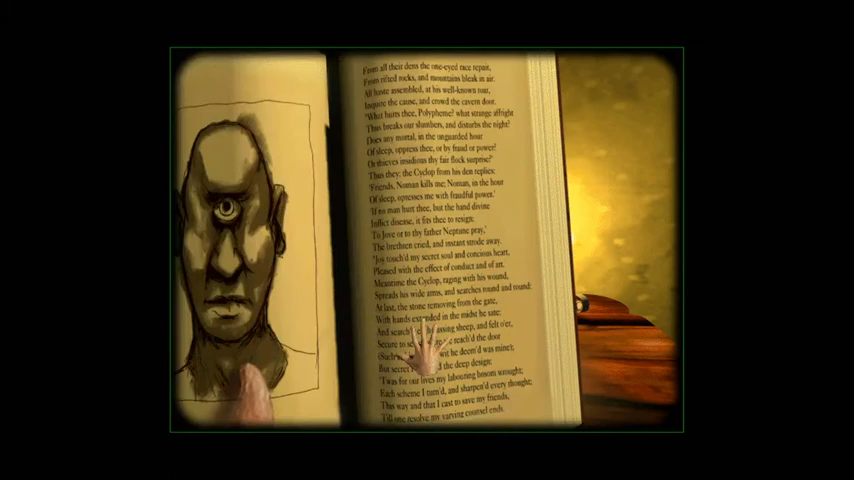 From all their dens the one-eyed race repair,
From rifted rocks, and mountains bleak in air.
All haste assembled, at his well-known roar,
Inquire the cause, and crowd the cavern door.
'What hurts thee, Polypheme? what strange affright
Thus breaks our slumbers, and disturbs the night?
Does any mortal, in the unguarded hour
Of sleep, oppress thee, or by fraud or power?
Or thieves insidious thy fair flock surprise?'
'Thus they: the Cyclop from his den replies:
'Friends, Noman kills me; Noman, in the hour
Of sleep, opresses me with fraudful power.'
'If no man hurt thee, but the hand divine
Inflict disease, it fits thee to resign:
To Jove or to thy father Neptune pray,'
The brethren cried, and instant strode away.
'Joy touch'd my secret soul and concious heart,
Pleased with the effect of conduct and of art.
Meantime the Cyclop, raging with his wound,
Spreads his wide arms, and searches round and round:
At last, the stone removing from the gate,
With hands extended in the midst he sate:
And search'd sheep, and felt o'er,
Secure to reach'd the door
(Such wit he deem'd was mine);
But secret the deep design:
'Twas for our lives my labouring bosom wrought;
Each scheme I turn'd, and sharpen'd every thought;
This way and that I cast to save my friends,
Till one resolve my varying counsel ends.